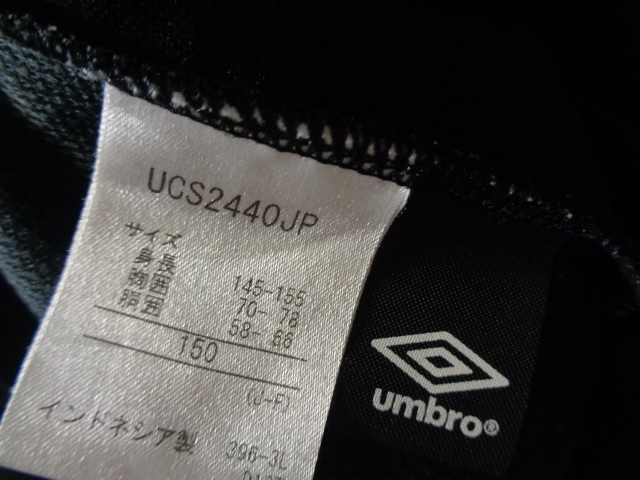 UCS2440JP
サイズ
身長 145-155
胸囲 70- 78
胴囲 58- 66
150
(J-F)
インドネシア製 396-3L
umbro®